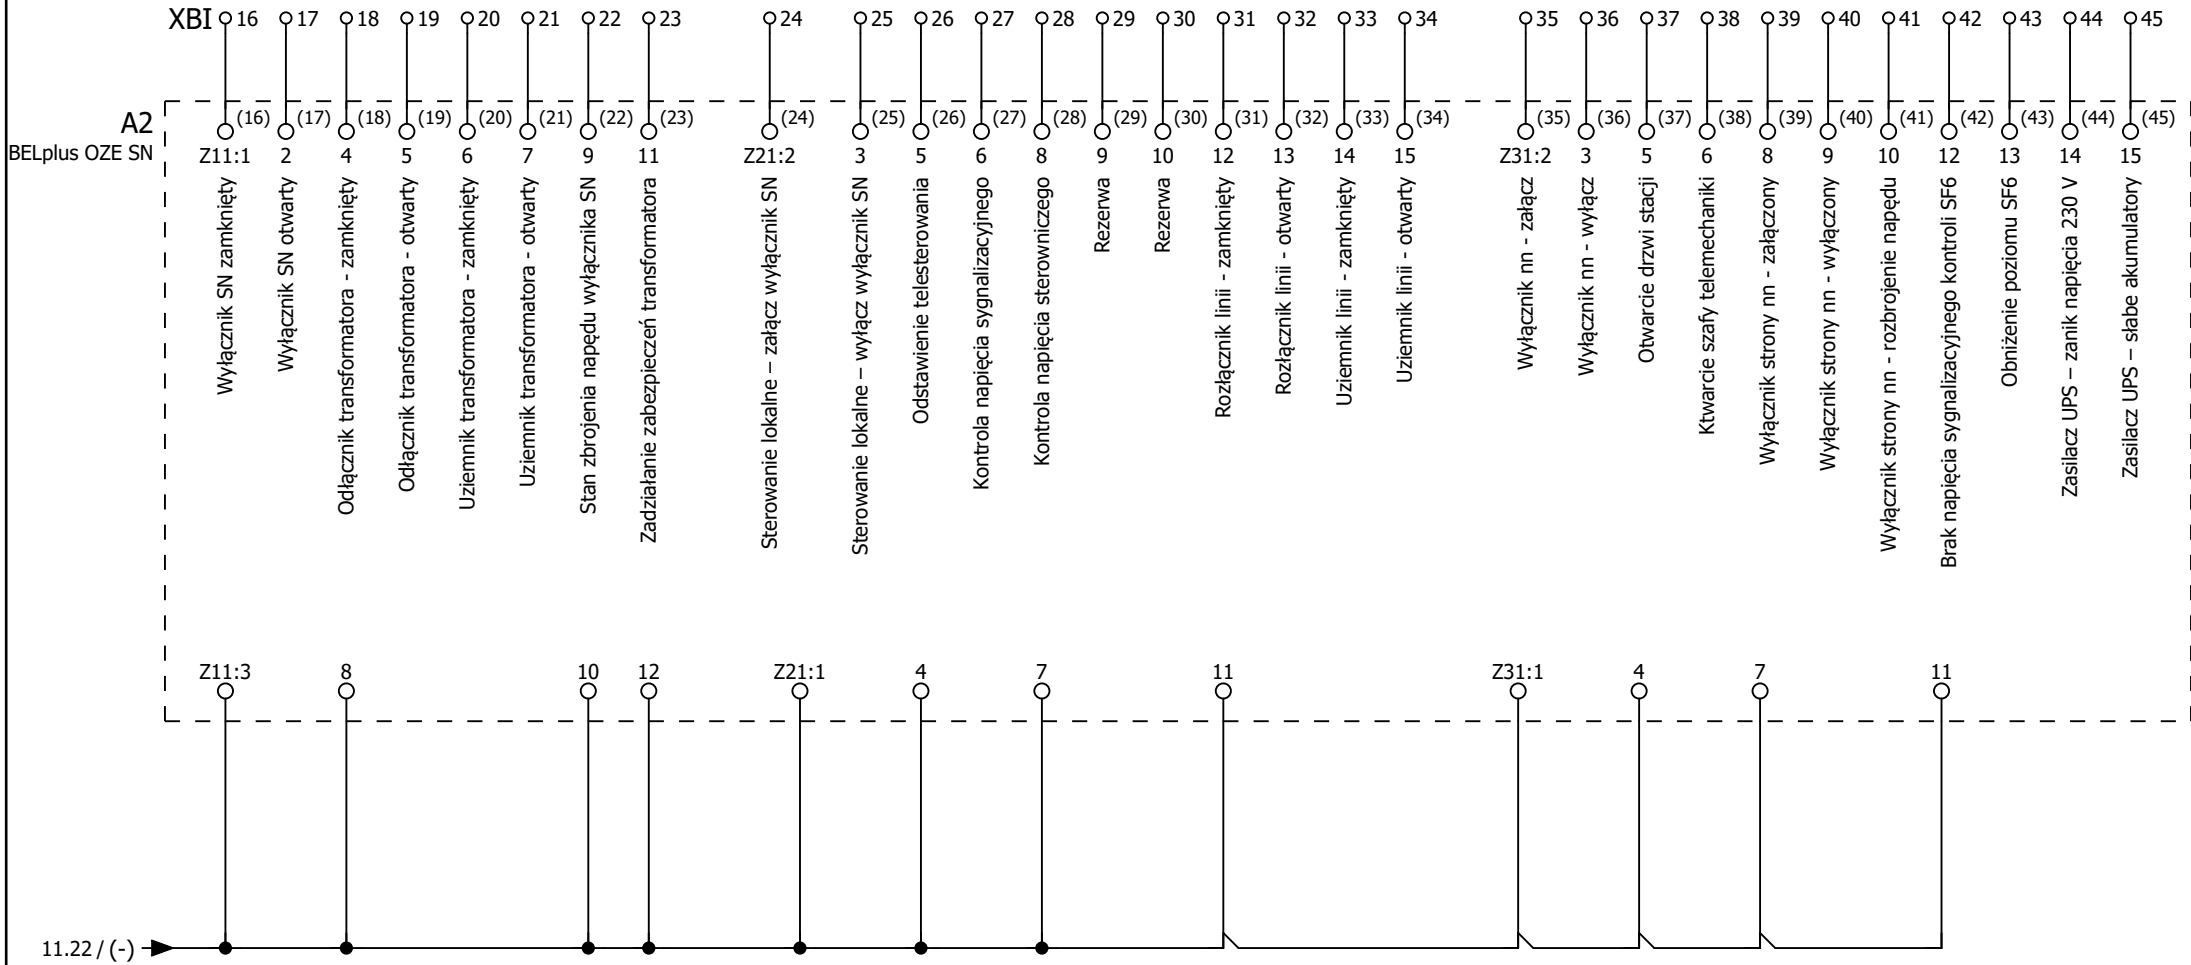 XBI 16 17 18 19 20 21 22 23 24 25 26 27 28 29 30 31 32 33 34 35 36 37 38 39 40 41 42 43 44 45
A2 (16) (17) (18) (19) (20) (21) (22) (23) (24) (25) (26) (27) (28) (29) (30) (31) (32) (33) (34) (35) (36) (37) (38) (39) (40) (41) (42) (43) (44) (45)
BELplus OZE SN Z11:1 2 4 5 6 7 9 11 Z21:2 3 5 6 8 9 10 12 13 14 15 Z31:2 3 5 6 8 9 10 12 13 14 15
Wyłącznik SN zamknięty
Wyłącznik SN otwarty
Odłącznik transformatora - zamknięty
Odłącznik transformatora - otwarty
Uziemnik transformatora - zamknięty
Uziemnik transformatora - otwarty
Stan zbrojenia napędu wyłącznika SN
Zadziałanie zabezpieczeń transformatora
Sterowanie lokalne – załącz wyłącznik SN
Sterowanie lokalne – wyłącz wyłącznik SN
Odstawienie telesterowania
Kontrola napięcia sygnalizacyjnego
Kontrola napięcia sterowniczego
Rezerwa
Rezerwa
Rozłącznik linii - zamknięty
Rozłącznik linii - otwarty
Uziemnik linii - zamknięty
Uziemnik linii - otwarty
Wyłącznik nn - załącz
Wyłącznik nn - wyłącz
Otwarcie drzwi stacji
Ktwarcie szafy telemechaniki
Wyłącznik strony nn - załączony
Wyłącznik strony nn - wyłączony
Wyłącznik strony nn - rozbrojenie napędu
Brak napięcia sygnalizacyjnego kontroli SF6
Obniżenie poziomu SF6
Zasilacz UPS – zanik napięcia 230 V
Zasilacz UPS – słabe akumulatory
Z11:3 8 10 12 Z21:1 4 7 11 Z31:1 4 7 11
11.22 / (-)